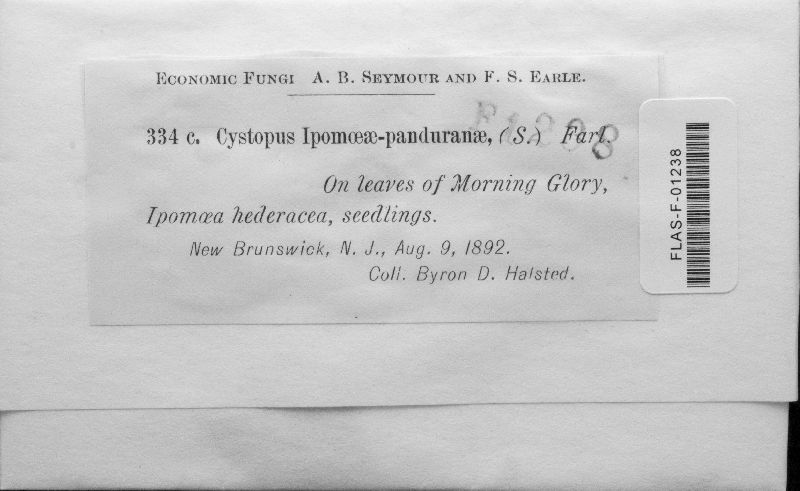 Economic Fungi A. B. Seymour and F. S. Earle.
334 c. Cystopus Ipomœæ-panduranæ, (S.) Farl.
On leaves of Morning Glory,
Ipomœa hederacea, seedlings.
New Brunswick, N. J., Aug. 9, 1892.
Coll. Byron D. Halsted.
FLAS-F-01238